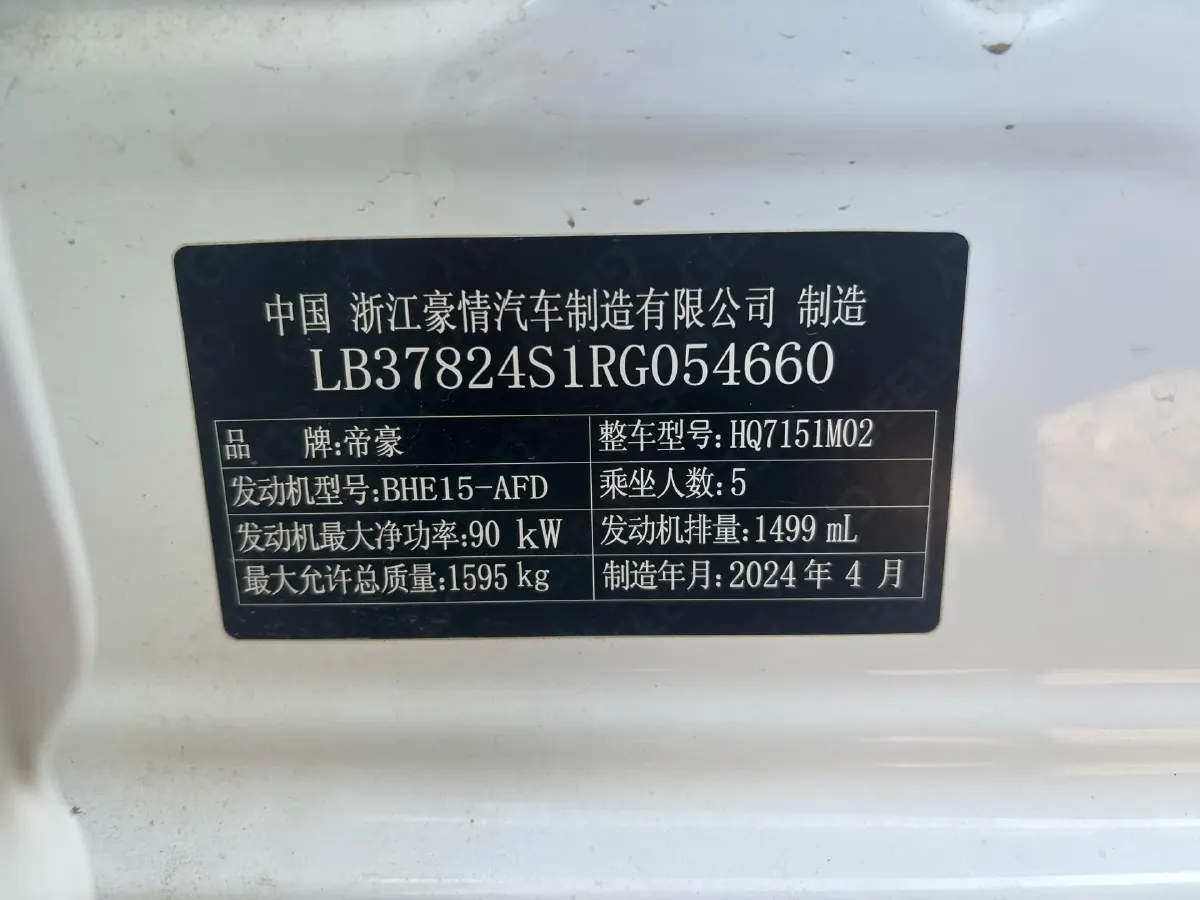 中国 浙江豪情汽车制造有限公司 制造
LB37824S1RG054660
品 牌:帝豪 整车型号:HQ7151M02
发动机型号:BHE15-AFD 乘坐人数:5
发动机最大净功率:90 kW 发动机排量:1499 mL
最大允许总质量:1595 kg 制造年月:2024 年 4 月